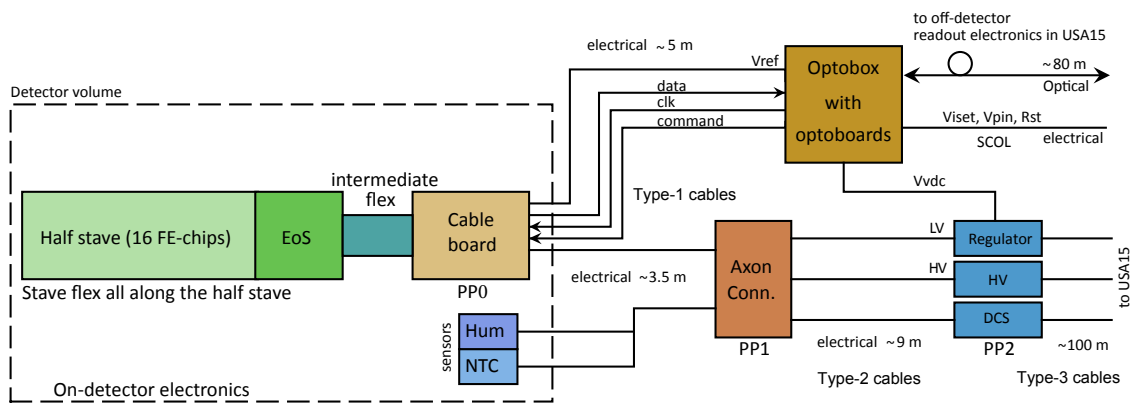 to off-detector
readout electronics in USA15
electrical ~ 5 m
Vref
Optobox
with
optoboards
~80 m
Optical
Detector volume
data
clk
command
Viset, Vpin, Rst
SCOL
electrical
intermediate
flex
Type-1 cables
Vvdc
Half stave (16 FE-chips)
EoS
Cable
board
Axon
Conn.
LV
Regulator
HV
HV
DCS
to USA15
Stave flex all along the half stave
PP0
electrical ~3.5 m
sensors
Hum
NTC
PP1
electrical ~9 m
PP2
~100 m
Type-2 cables
Type-3 cables
On-detector electronics